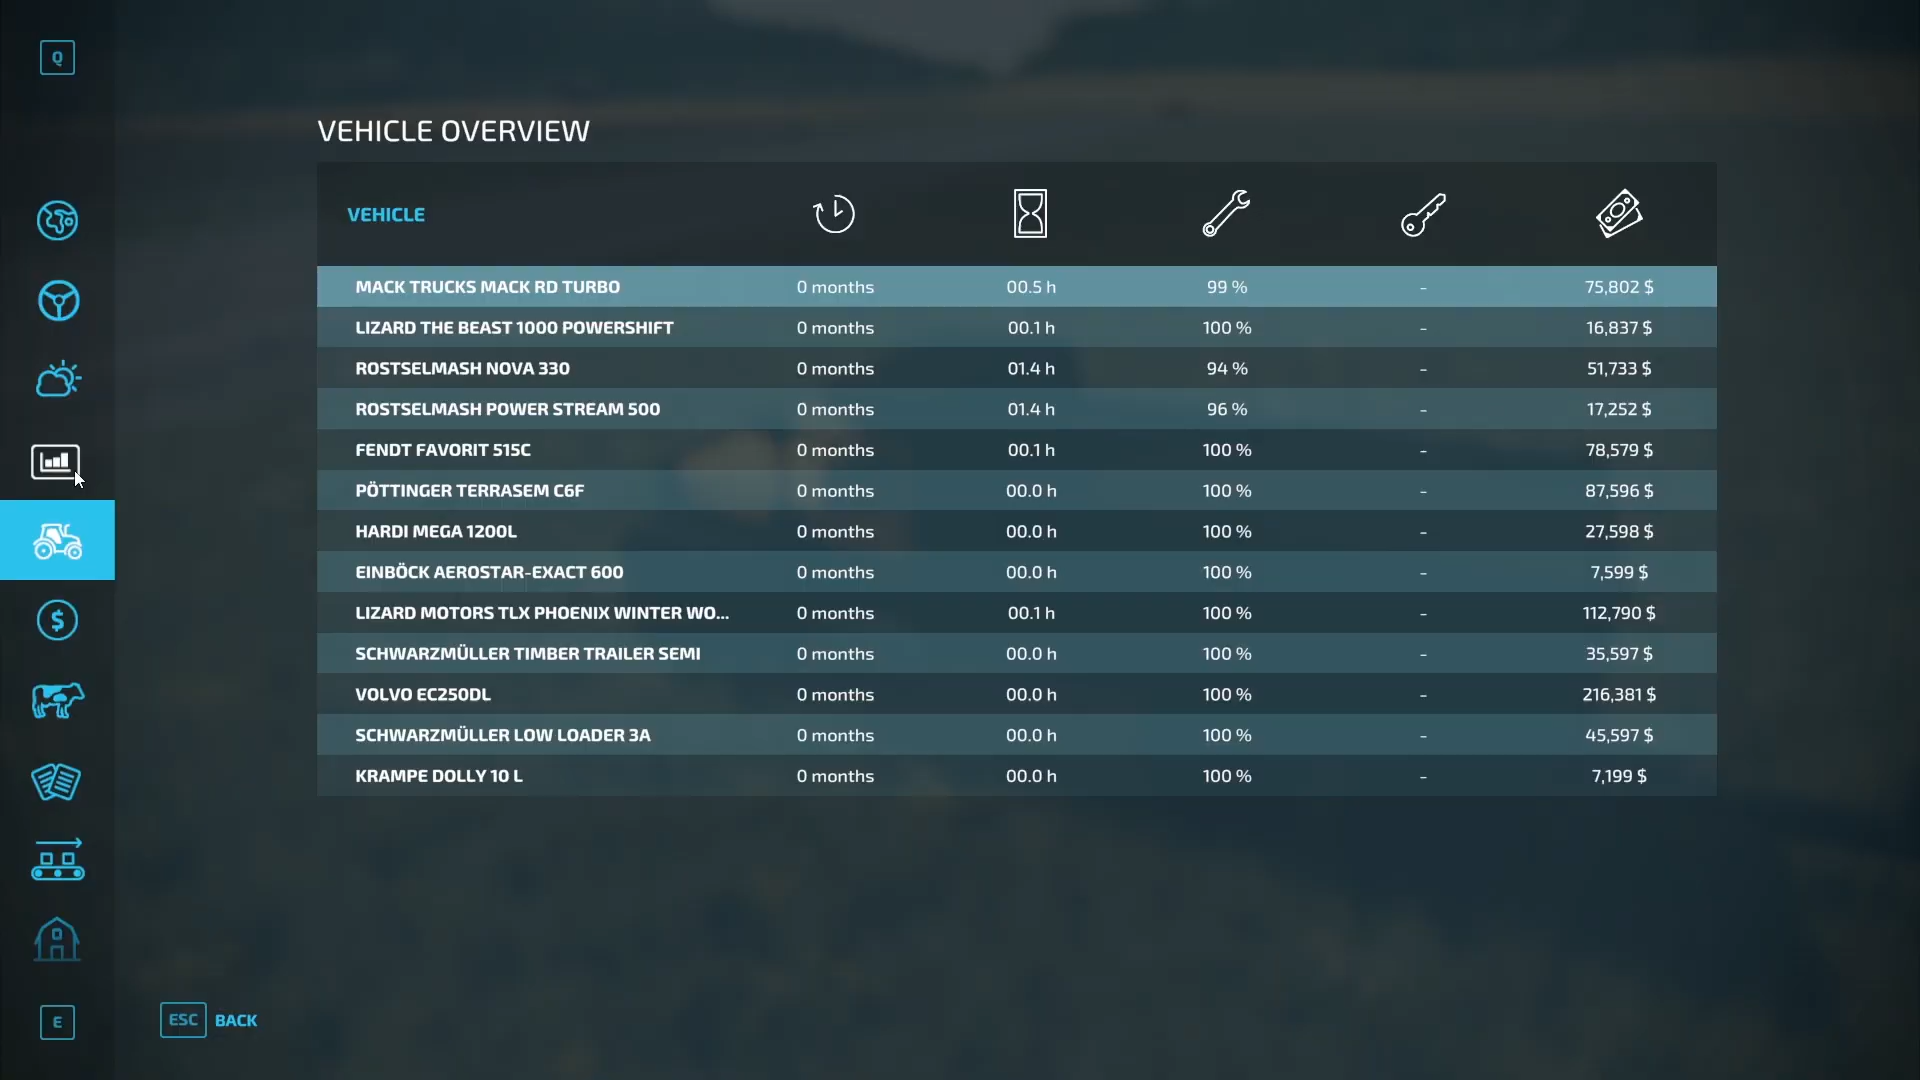 Q
VEHICLE OVERVIEW
VEHICLE
MACK TRUCKS MACK RD TURBO 0 months 00.5 h 99 % - 75,802 $
LIZARD THE BEAST 1000 POWERSHIFT 0 months 00.1 h 100 % - 16,837 $
ROSTSELMASH NOVA 330 0 months 01.4 h 94 % - 51,733 $
ROSTSELMASH POWER STREAM 500 0 months 01.4 h 96 % - 17,252 $
FENDT FAVORIT 515C 0 months 00.1 h 100 % - 78,579 $
PÖTTINGER TERRASEM C6F 0 months 00.0 h 100 % - 87,596 $
HARDI MEGA 1200L 0 months 00.0 h 100 % - 27,598 $
EINBÖCK AEROSTAR-EXACT 600 0 months 00.0 h 100 % - 7,599 $
LIZARD MOTORS TLX PHOENIX WINTER WO... 0 months 00.1 h 100 % - 112,790 $
SCHWARZMÜLLER TIMBER TRAILER SEMI 0 months 00.0 h 100 % - 35,597 $
VOLVO EC250DL 0 months 00.0 h 100 % - 216,381 $
SCHWARZMÜLLER LOW LOADER 3A 0 months 00.0 h 100 % - 45,597 $
KRAMPE DOLLY 10 L 0 months 00.0 h 100 % - 7,199 $
E
ESC BACK